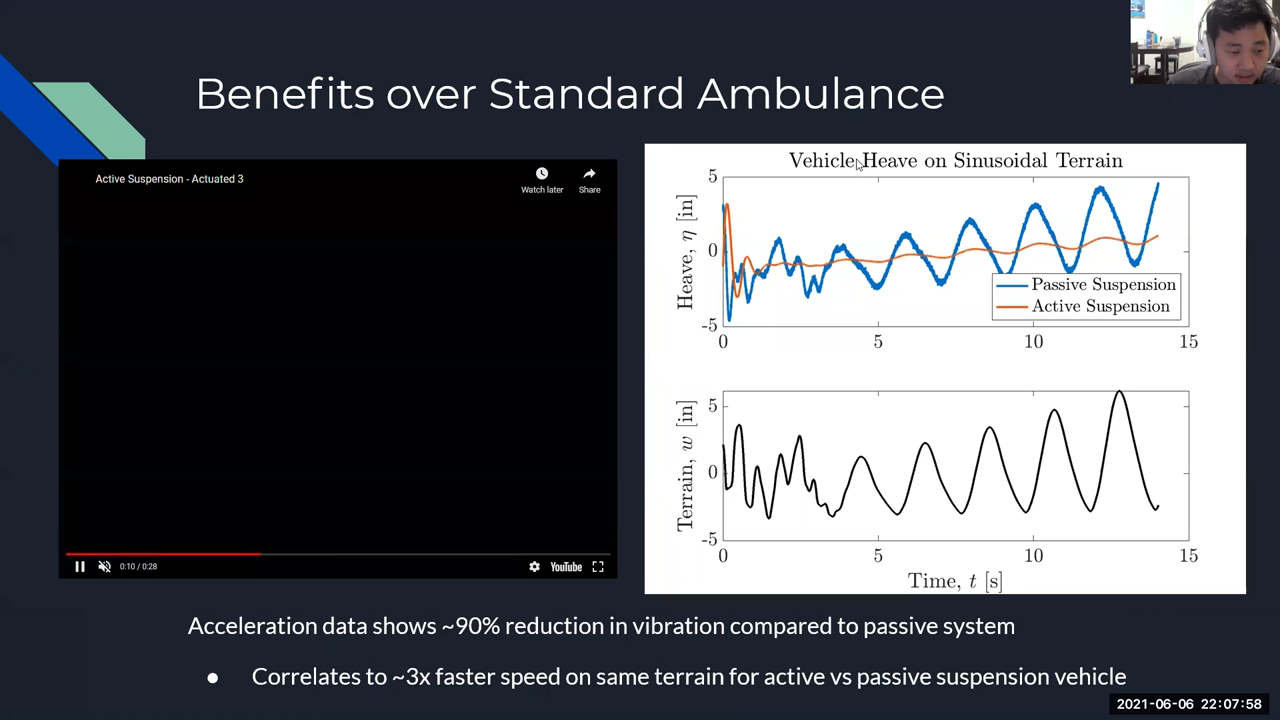 Benefits over Standard Ambulance
Active Suspension - Actuated 3
Watch later
Share
0:10 / 0:28
YouTube
Vehicle Heave on Sinusoidal Terrain
Heave, η [in]
5
0
-5
0
5
10
15
Passive Suspension
Active Suspension
Terrain, w [in]
5
0
-5
0
5
10
15
Time, t [s]
Acceleration data shows ~90% reduction in vibration compared to passive system
● Correlates to ~3x faster speed on same terrain for active vs passive suspension vehicle
2021-06-06 22:07:58